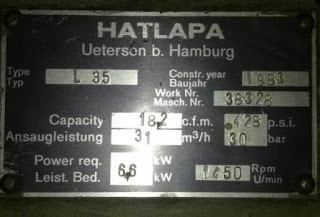 HATLAPA
Uetersen b. Hamburg
Type Typ L 35 Constr. year Baujahr 1983
Work Nr. Masch. Nr. 38328
Capacity 18,2 c.f.m. 428 p.s.i.
Ansaugleistung 31 m³/h 30 bar
Power req. Leist. Bed. 6,6 kW kW 1450 Rpm U/min